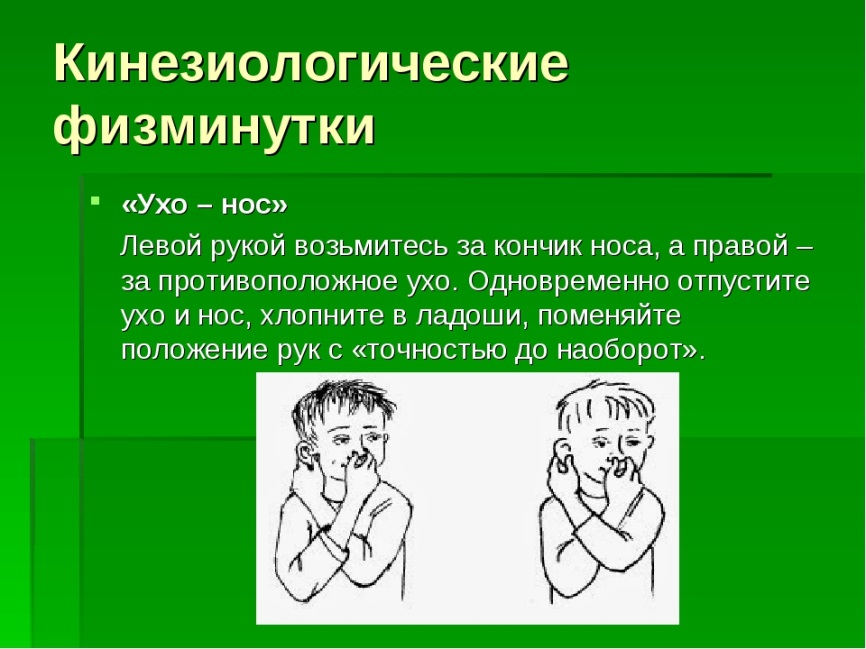 Кинезиологические
физминутки
«Ухо – нос»
Левой рукой возьмитесь за кончик носа, а правой –
за противоположное ухо. Одновременно отпустите
ухо и нос, хлопните в ладоши, поменяйте
положение рук с «точностью до наоборот».